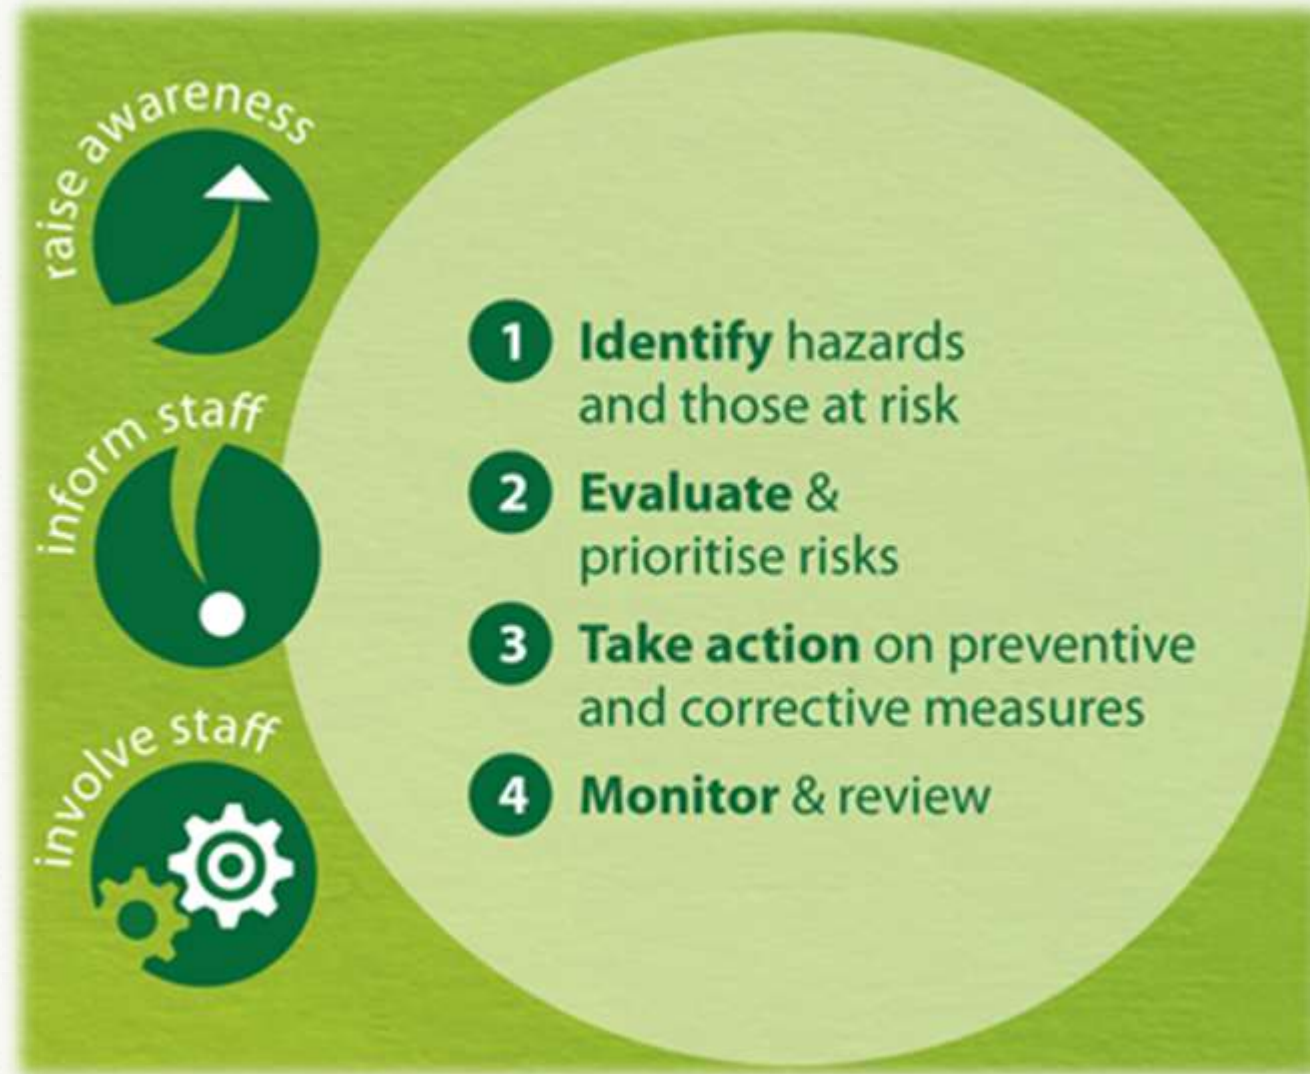 raise awareness
inform staff
involve staff
1 Identify hazards
and those at risk
2 Evaluate &
prioritise risks
3 Take action on preventive
and corrective measures
4 Monitor & review